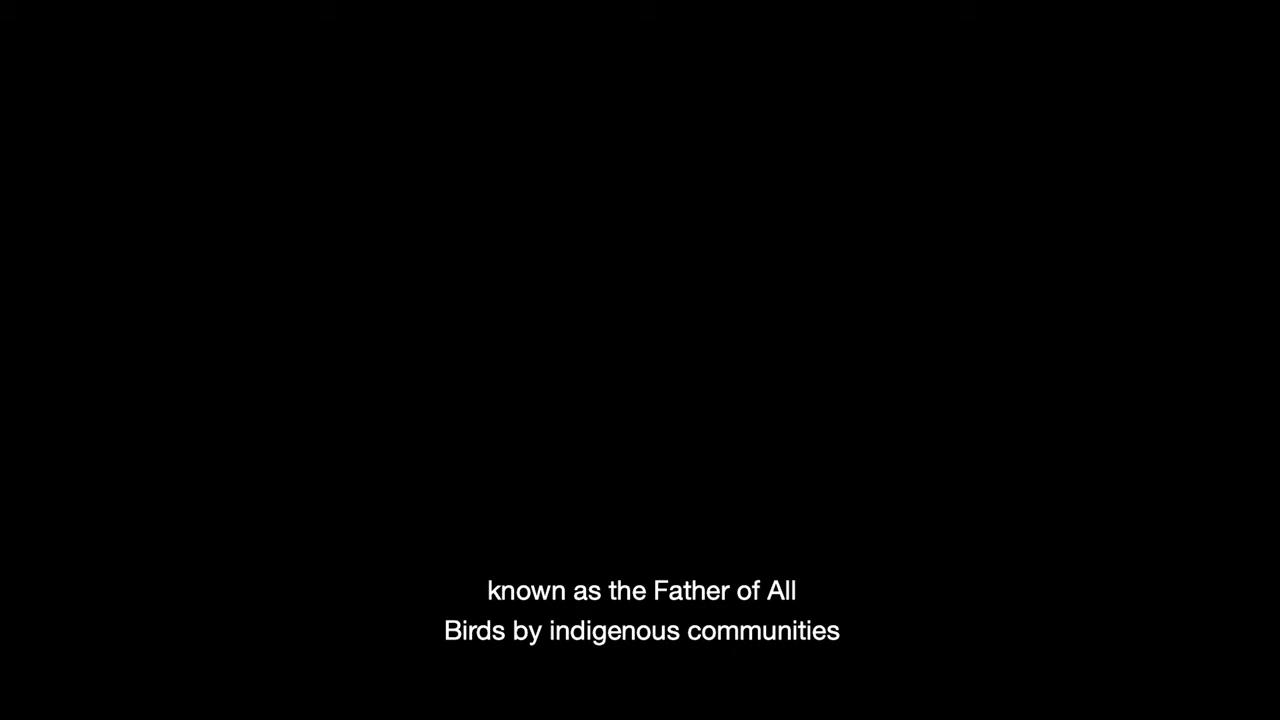 known as the Father of All
Birds by indigenous communities